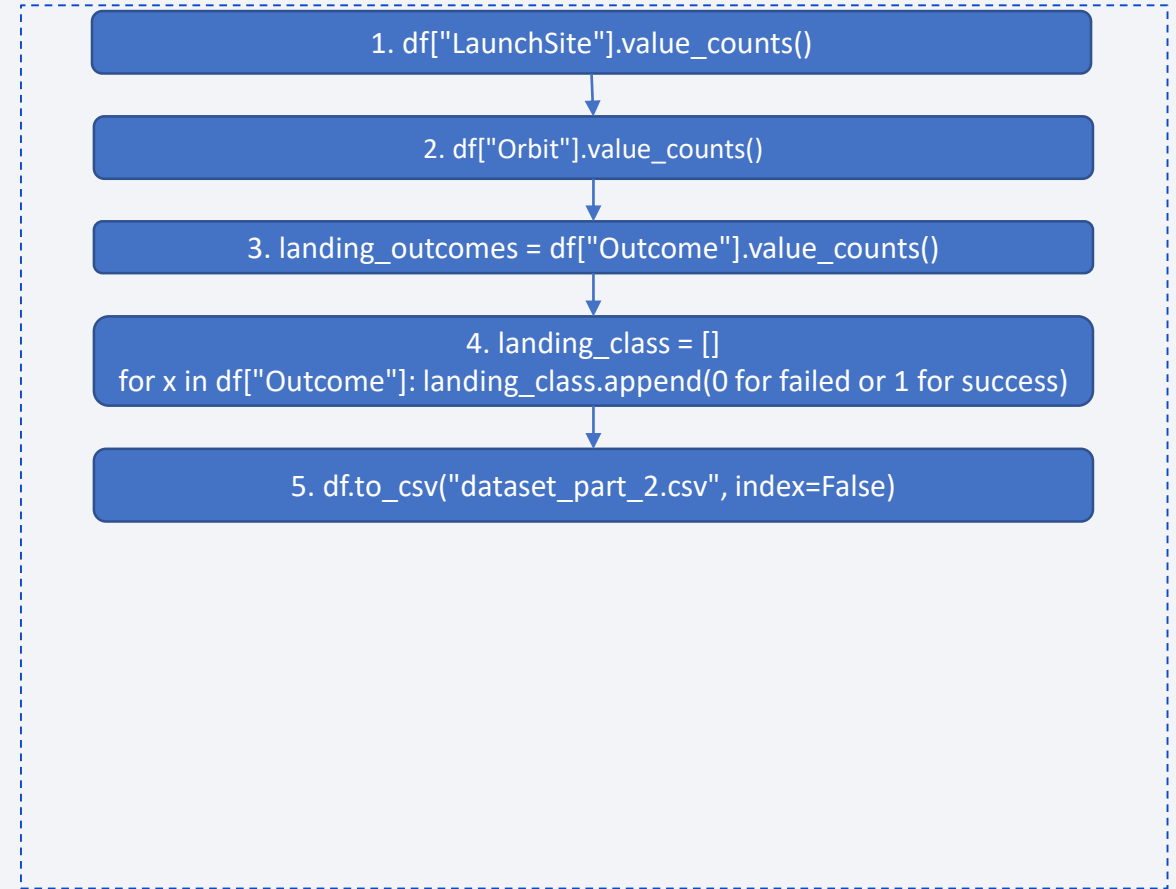 1. df["LaunchSite"].value_counts()
2. df["Orbit"].value_counts()
3. landing_outcomes = df["Outcome"].value_counts()
4. landing_class = []
for x in df["Outcome"]: landing_class.append(0 for failed or 1 for success)
5. df.to_csv("dataset_part_2.csv", index=False)